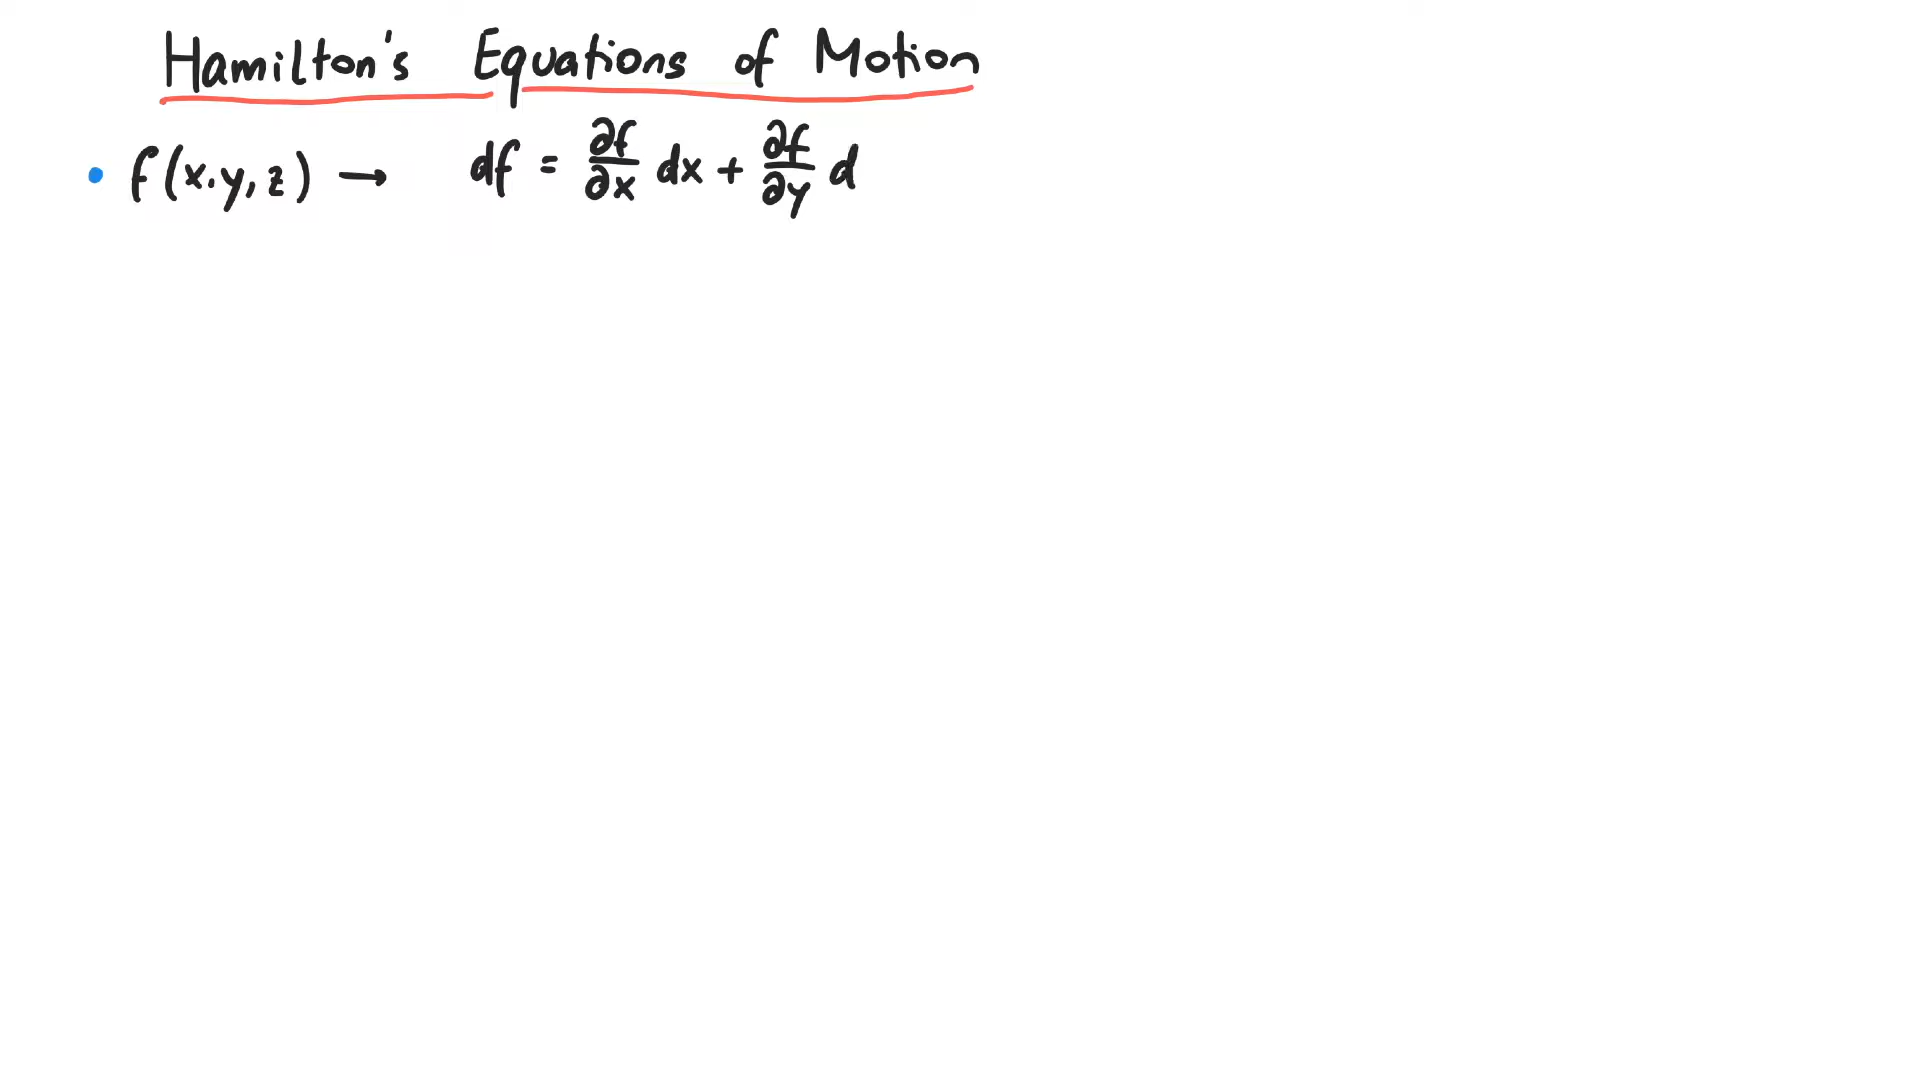 Hamilton's Equations of Motion
• f(x.y,z) → df = ∂f/∂x dx + ∂f/∂y d